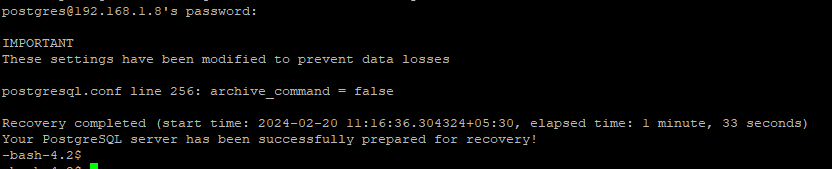 postgres@192.168.1.8's password:
IMPORTANT
These settings have been modified to prevent data losses
postgresql.conf line 256: archive_command = false
Recovery completed (start time: 2024-02-20 11:16:36.304324+05:30, elapsed time: 1 minute, 33 seconds)
Your PostgreSQL server has been successfully prepared for recovery!
-bash-4.2$